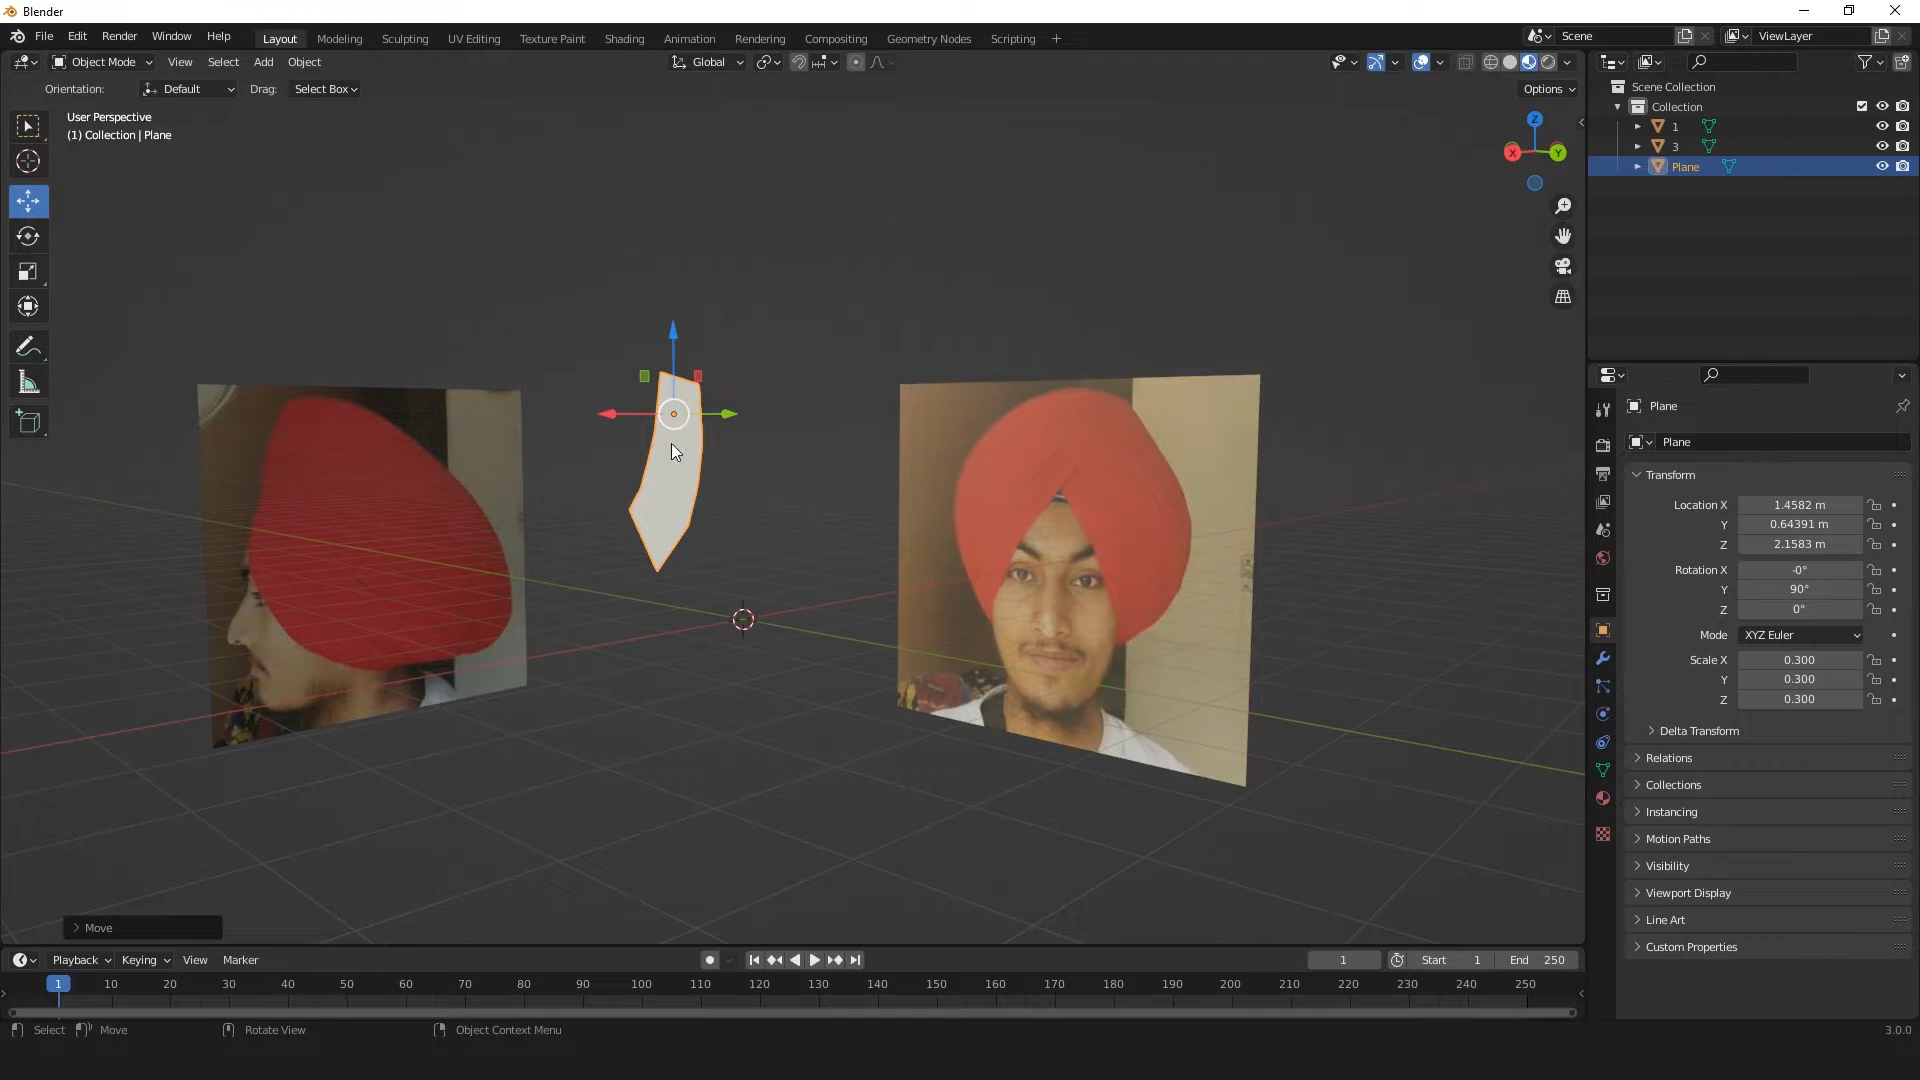 Blender
File Edit Render Window Help
Layout Modeling Sculpting UV Editing Texture Paint Shading Animation Rendering Compositing Geometry Nodes Scripting +
Scene
ViewLayer
Object Mode View Select Add Object
Global
Orientation: Default Drag: Select Box
Options
User Perspective
(1) Collection | Plane
Z
X
Y
Move
Scene Collection
Collection
1
3
Plane
Plane
Plane
Transform
Location X 1.4582 m
Y 0.64391 m
Z 2.1583 m
Rotation X -0°
Y 90°
Z 0°
Mode XYZ Euler
Scale X 0.300
Y 0.300
Z 0.300
Delta Transform
Relations
Collections
Instancing
Motion Paths
Visibility
Viewport Display
Line Art
Custom Properties
Playback Keying View Marker
1 Start 1 End 250
1 10 20 30 40 50 60 70 80 90 100 110 120 130 140 150 160 170 180 190 200 210 220 230 240 250
Select Move Rotate View Object Context Menu 3.0.0